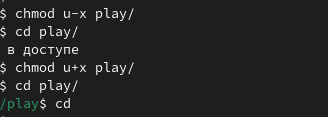 $ chmod u-x play/
$ cd play/
в доступе
$ chmod u+x play/
$ cd play/
/play$ cd